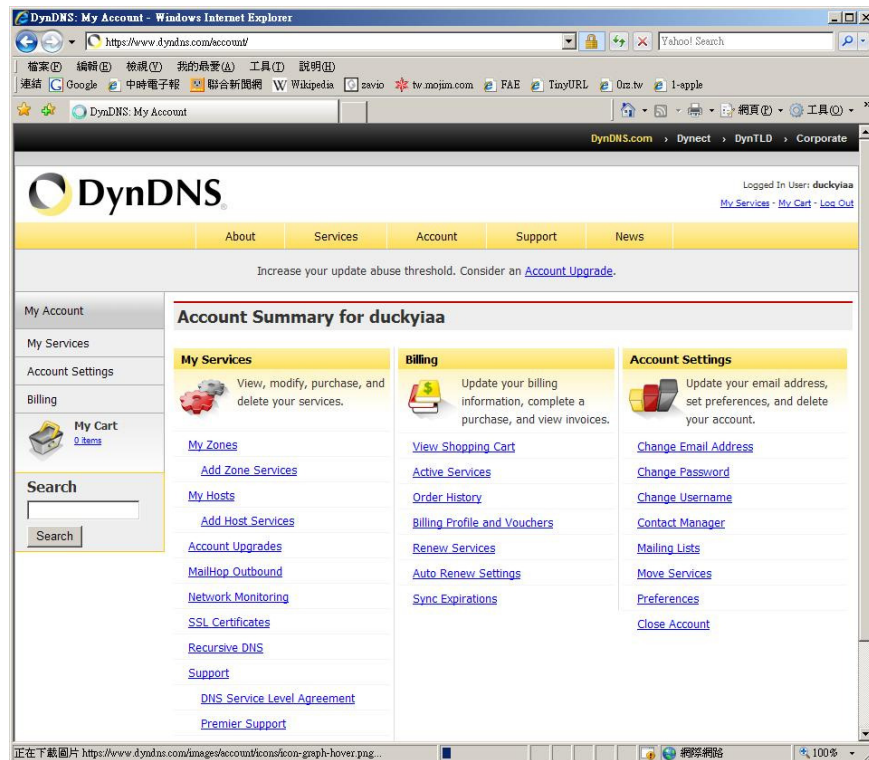 DynDNS: My Account - Windows Internet Explorer
https://www.dyndns.com/account/
Yahoo! Search
檔案(F) 編輯(E) 檢視(V) 我的最愛(A) 工具(T) 說明(H)
連結 Google 中時電子報 聯合新聞網 Wikipedia zavio tw.mojim.com FAE TinyURL 0rz.tw 1-apple
DynDNS: My Account
網頁(P) 工具(O)
DynDNS.com › Dynect › DynTLD › Corporate
DynDNS
Logged In User: duckyiaa
My Services - My Cart - Log Out
About Services Account Support News
Increase your update abuse threshold. Consider an Account Upgrade.
My Account
My Services
Account Settings
Billing
My Cart
0 items
Search
Search
Account Summary for duckyiaa
My Services
View, modify, purchase, and
delete your services.
My Zones
Add Zone Services
My Hosts
Add Host Services
Account Upgrades
MailHop Outbound
Network Monitoring
SSL Certificates
Recursive DNS
Support
DNS Service Level Agreement
Premier Support
Billing
Update your billing
information, complete a
purchase, and view invoices.
View Shopping Cart
Active Services
Order History
Billing Profile and Vouchers
Renew Services
Auto Renew Settings
Sync Expirations
Account Settings
Update your email address,
set preferences, and delete
your account.
Change Email Address
Change Password
Change Username
Contact Manager
Mailing Lists
Move Services
Preferences
Close Account
正在下載圖片 https://www.dyndns.com/images/account/icons/icon-graph-hover.png...
網際網路
100%